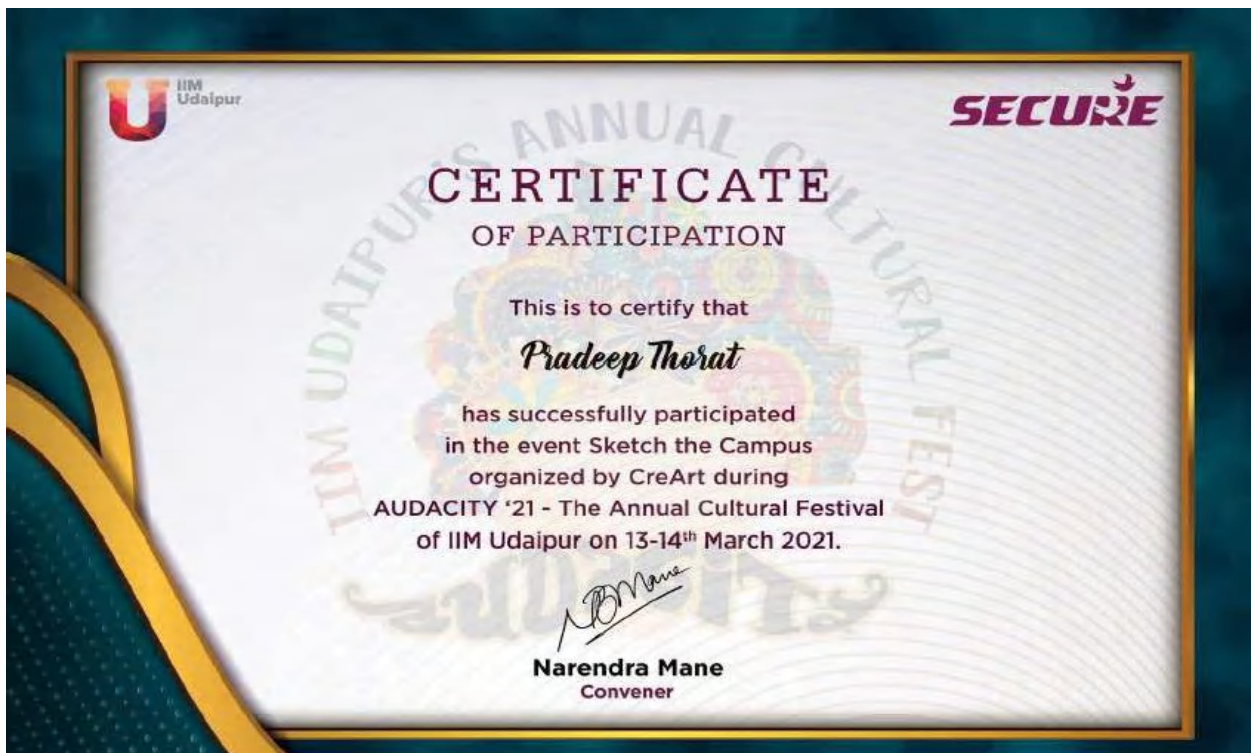 IIM
Udaipur
SECURE
IIM UDAIPUR'S ANNUAL CULTURAL FEST
CERTIFICATE
OF PARTICIPATION
This is to certify that
Pradeep Thorat
has successfully participated
in the event Sketch the Campus
organized by CreArt during
AUDACITY ‘21 - The Annual Cultural Festival
of IIM Udaipur on 13-14th March 2021.
NBMane
Narendra Mane
Convener